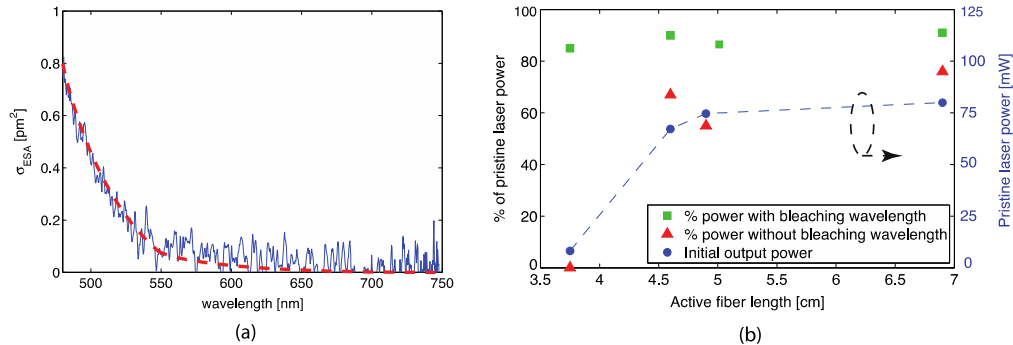 (a)
1
0.8
0.6
0.4
0.2
0
σESA [pm²]
500
550
600
650
700
750
wavelength [nm]
(b)
100
80
60
40
20
0
% of pristine laser power
125
100
75
50
75
25
0
Pristine laser power [mW]
% power with bleaching wavelength
% power without bleaching wavelength
Initial output power
3.5
4
4.5
5
5.5
6
6.5
7
Active fiber length [cm]
(a)
(b)